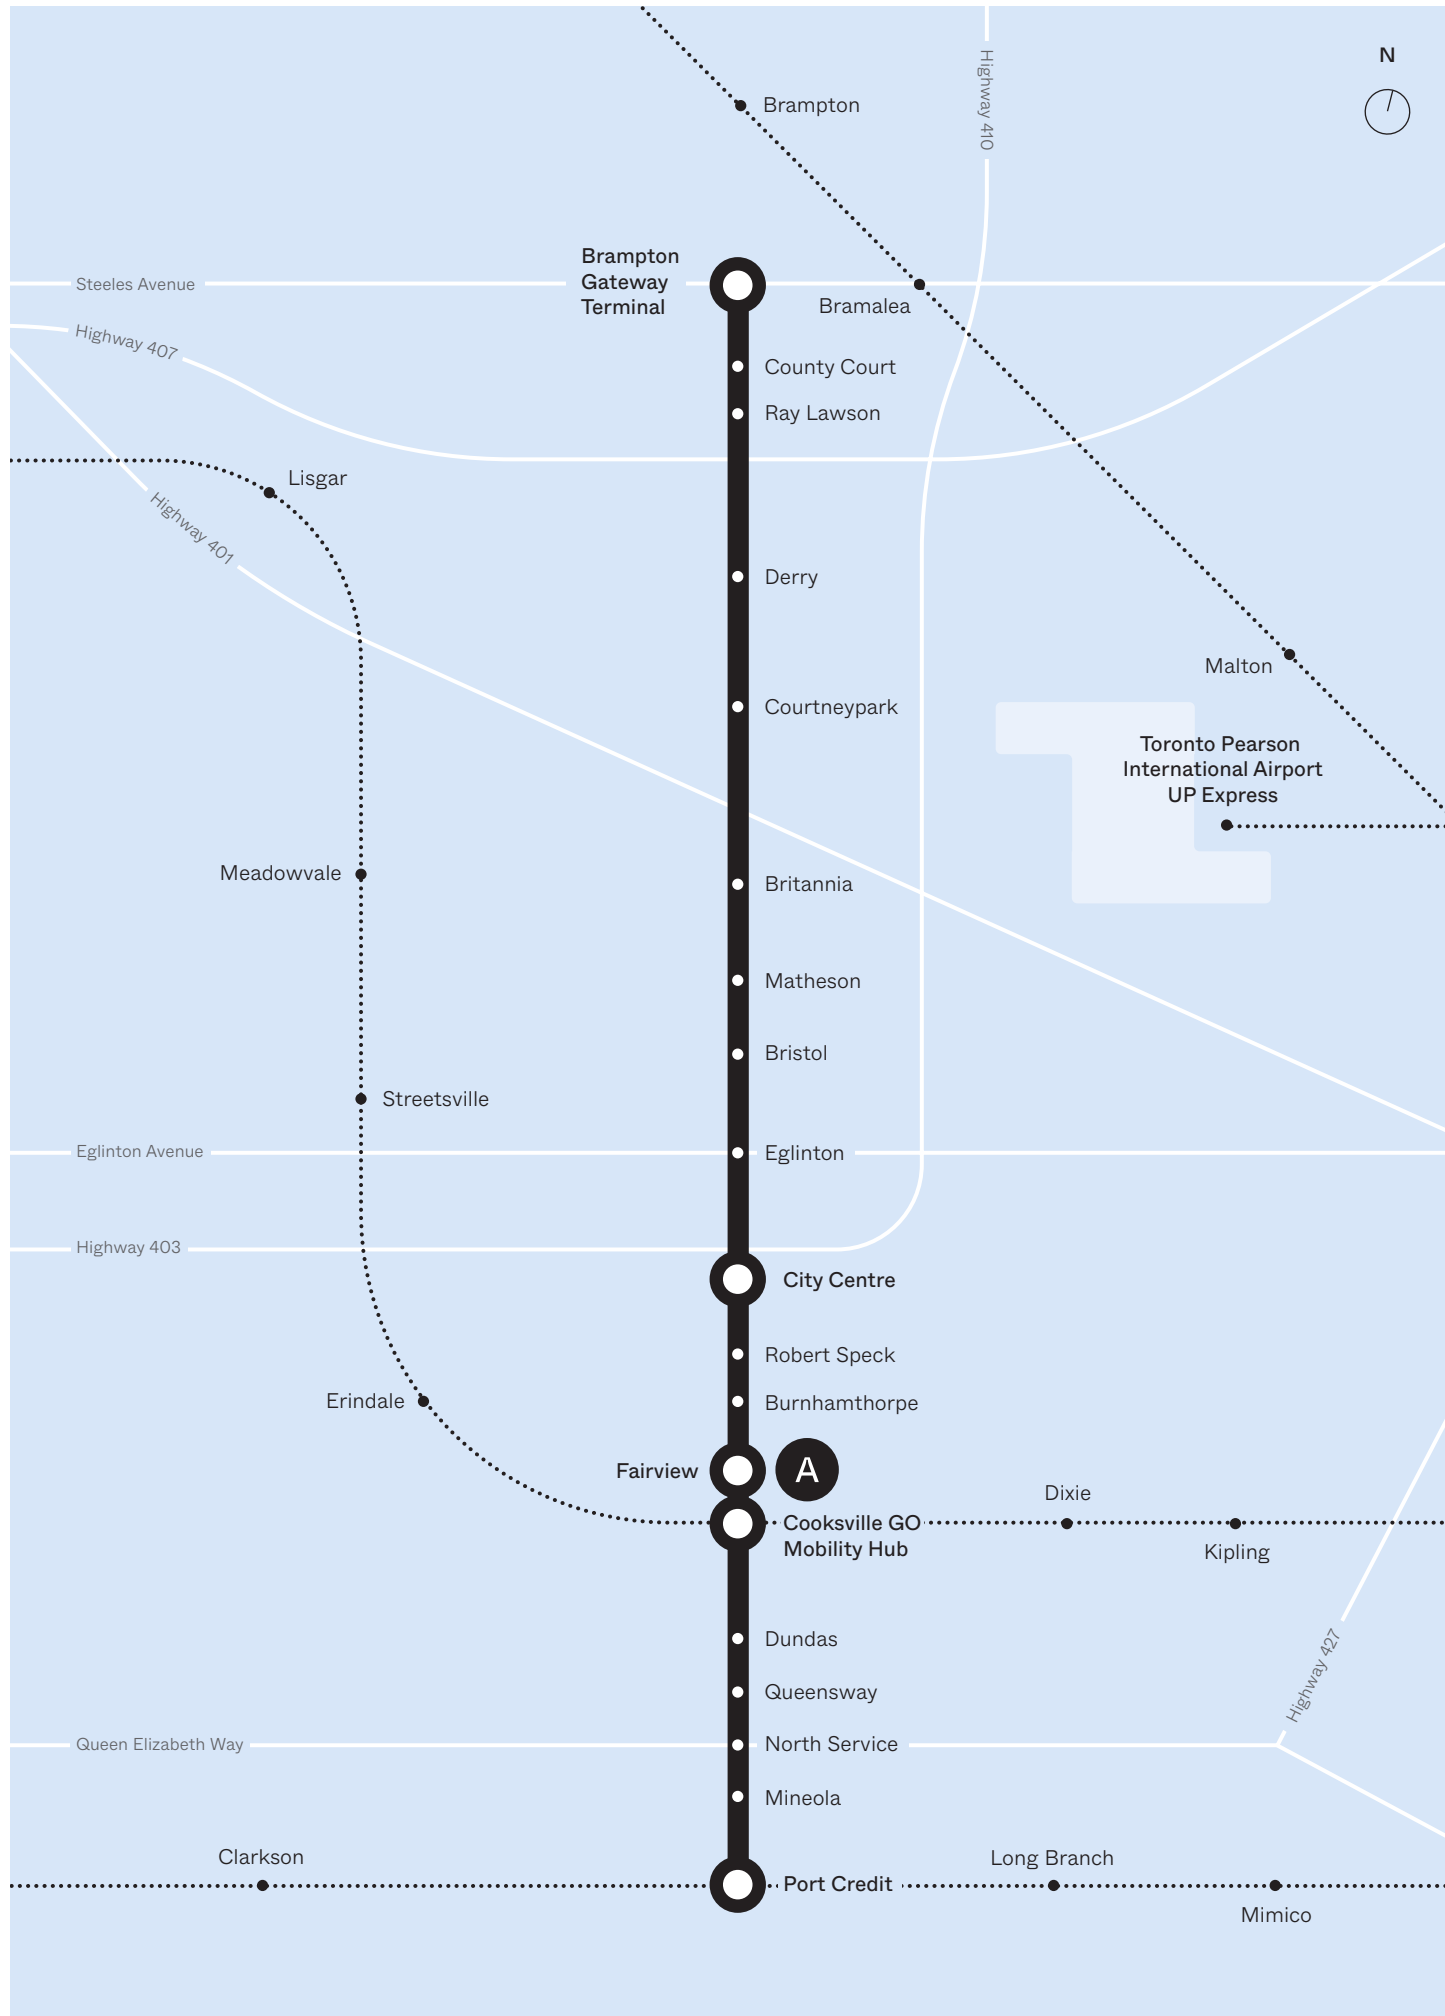 N
Highway 410
Brampton
Brampton
Gateway
Terminal
Steeles Avenue
Bramalea
Highway 407
County Court
Ray Lawson
Lisgar
Highway 401
Derry
Malton
Courtneypark
Toronto Pearson
International Airport
UP Express
Meadowvale
Britannia
Matheson
Bristol
Streetsville
Eglinton Avenue
Eglinton
Highway 403
City Centre
Robert Speck
Erindale
Burnhamthorpe
Fairview
A
Dixie
Cooksville GO
Mobility Hub
Kipling
Dundas
Highway 427
Queensway
Queen Elizabeth Way
North Service
Mineola
Clarkson
Long Branch
Port Credit
Mimico